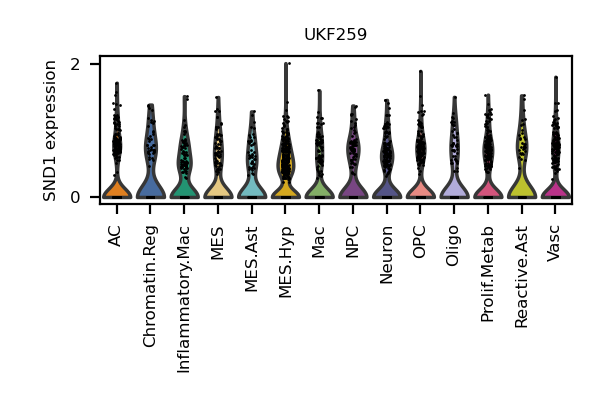 UKF259
SND1 expression
2
0
AC
Chromatin.Reg
Inflammatory.Mac
MES
MES.Ast
MES.Hyp
Mac
NPC
Neuron
OPC
Oligo
Prolif.Metab
Reactive.Ast
Vasc